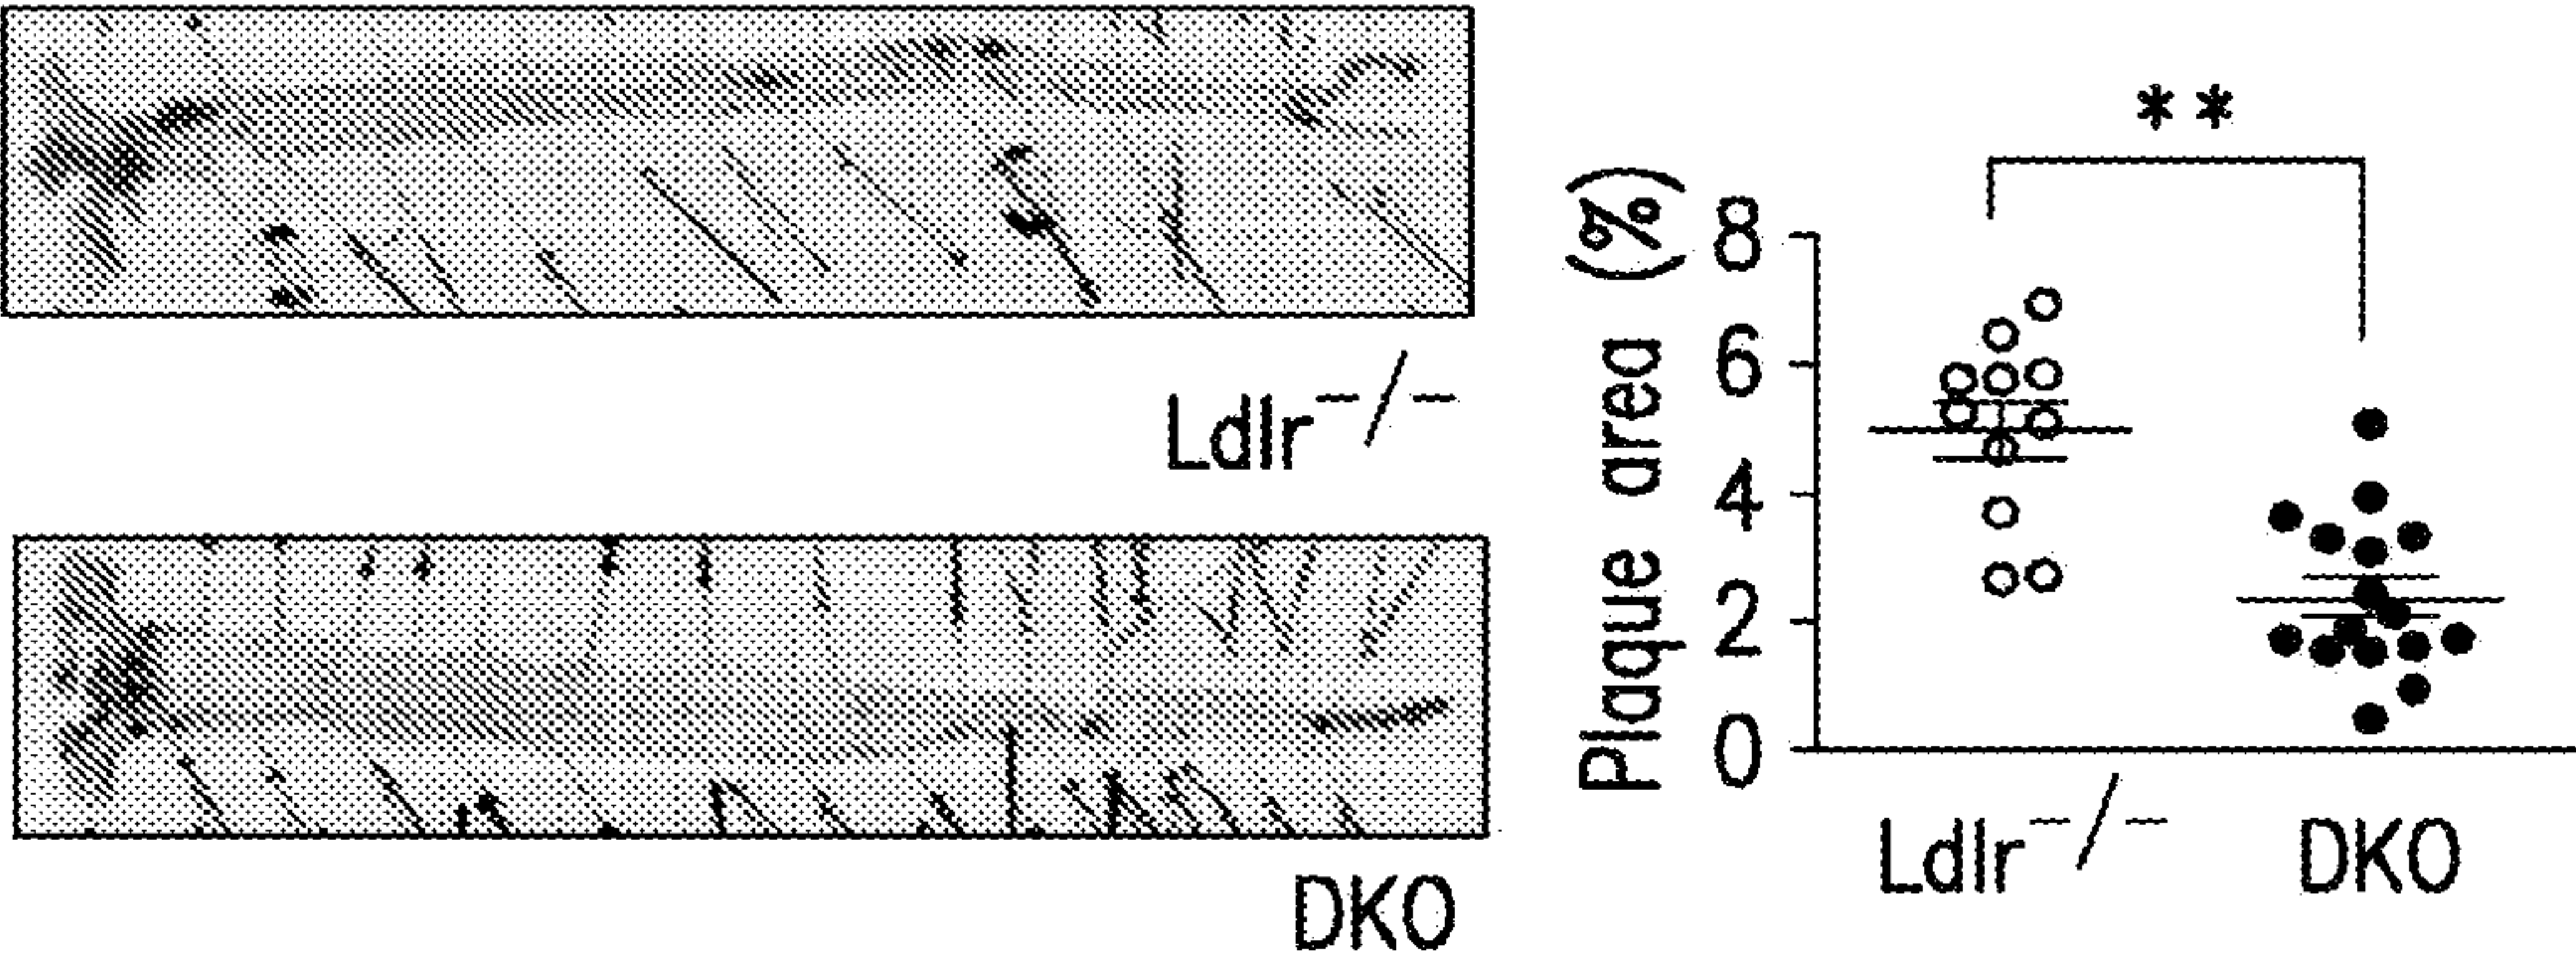 Ldlr⁻/⁻
DKO
**
Plaque area (%)
8
6
4
2
0
Ldlr⁻/⁻ DKO